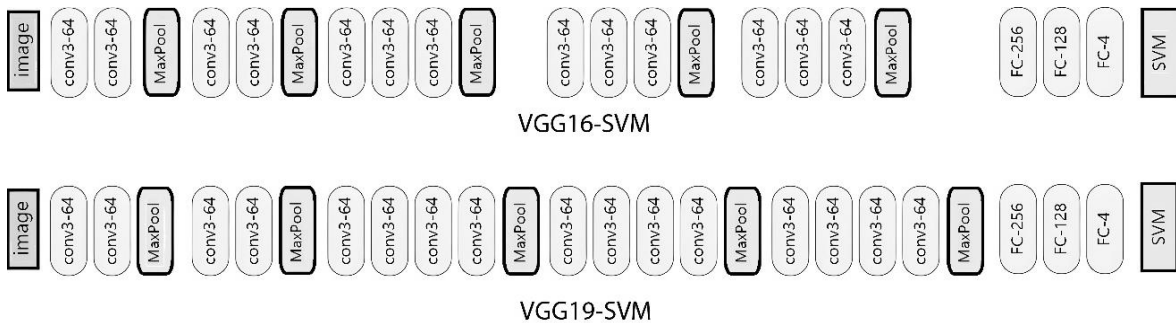 image conv3-64 conv3-64 MaxPool conv3-64 conv3-64 MaxPool conv3-64 conv3-64 conv3-64 MaxPool conv3-64 conv3-64 conv3-64 MaxPool conv3-64 conv3-64 conv3-64 MaxPool FC-256 FC-128 FC-4 SVM
VGG16-SVM
image conv3-64 conv3-64 MaxPool conv3-64 conv3-64 MaxPool conv3-64 conv3-64 conv3-64 conv3-64 MaxPool conv3-64 conv3-64 conv3-64 conv3-64 MaxPool conv3-64 conv3-64 conv3-64 conv3-64 MaxPool FC-256 FC-128 FC-4 SVM
VGG19-SVM